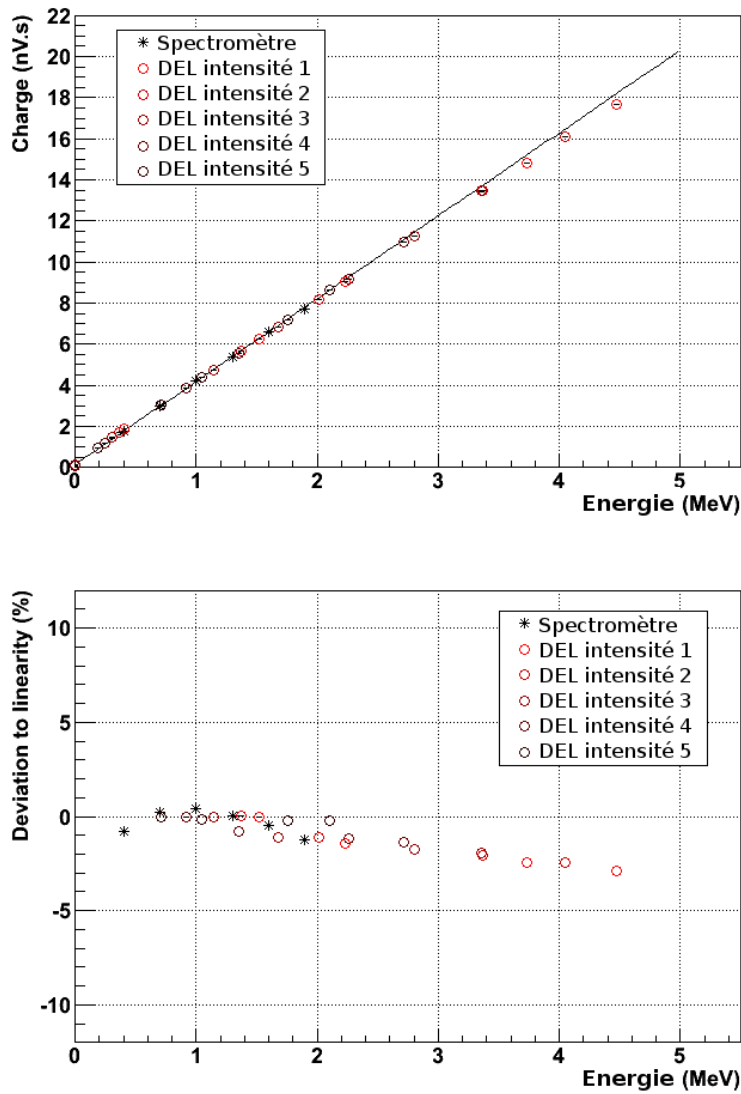 Charge (nV.s)
22
20
18
16
14
12
10
8
6
4
2
0
Spectromètre
DEL intensité 1
DEL intensité 2
DEL intensité 3
DEL intensité 4
DEL intensité 5
0 1 2 3 4 5
Energie (MeV)
Deviation to linearity (%)
10
5
0
-5
-10
Spectromètre
DEL intensité 1
DEL intensité 2
DEL intensité 3
DEL intensité 4
DEL intensité 5
0 1 2 3 4 5
Energie (MeV)